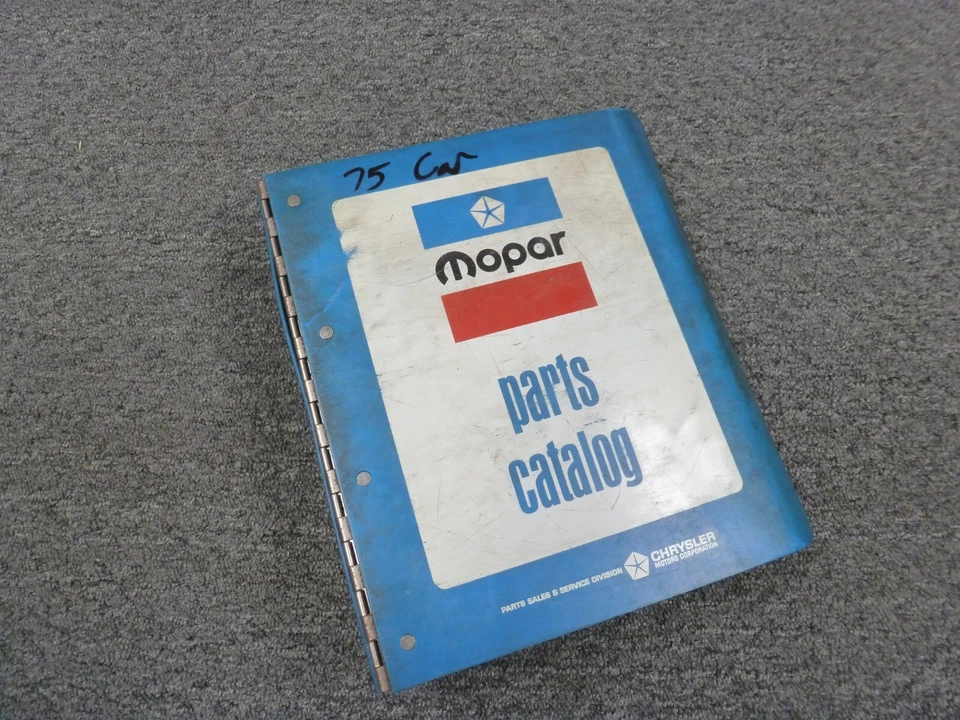 75 Car
mopar
parts
catalog
PARTS SALES & SERVICE DIVISION
CHRYSLER
MOTORS CORPORATION